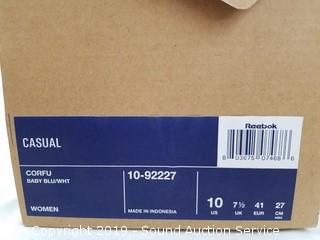 CASUAL
Reebok
8 03675 07468 6
CORFU
BABY BLU/WHT
10-92227
10 7½ 41 27
US UK EUR CM
WOMEN
MADE IN INDONESIA
Copyright 2019 - Auction Service